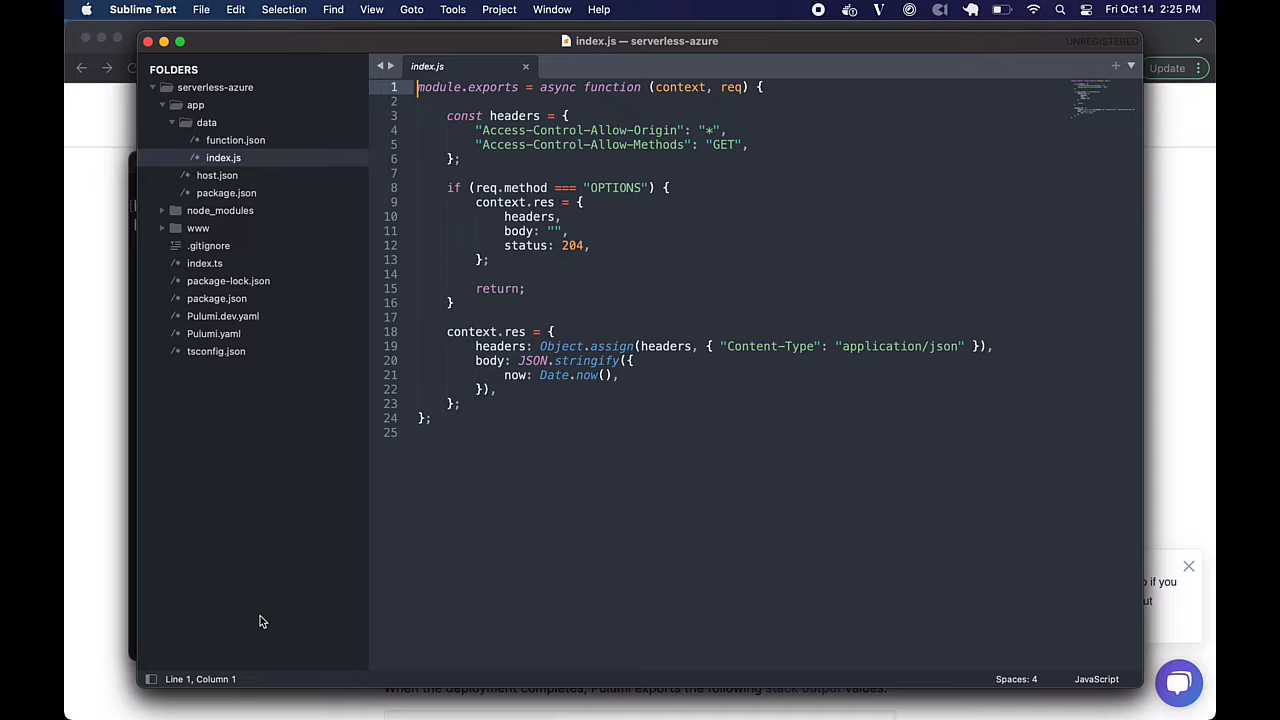 Sublime Text File Edit Selection Find View Goto Tools Project Window Help Fri Oct 14 2:25 PM
index.js — serverless-azure UNREGISTERED
Update
FOLDERS
serverless-azure
app
data
function.json
index.js
host.json
package.json
node_modules
www
.gitignore
index.ts
package-lock.json
package.json
Pulumi.dev.yaml
Pulumi.yaml
tsconfig.json
index.js
1 module.exports = async function (context, req) {
2
3 const headers = {
4 "Access-Control-Allow-Origin": "*",
5 "Access-Control-Allow-Methods": "GET",
6 };
7
8 if (req.method === "OPTIONS") {
9 context.res = {
10 headers,
11 body: "",
12 status: 204,
13 };
14
15 return;
16 }
17
18 context.res = {
19 headers: Object.assign(headers, { "Content-Type": "application/json" }),
20 body: JSON.stringify({
21 now: Date.now(),
22 }),
23 };
24 };
25
if you
Line 1, Column 1 Spaces: 4 JavaScript
When the deployment completes, Pulumi exports the following stack output values: